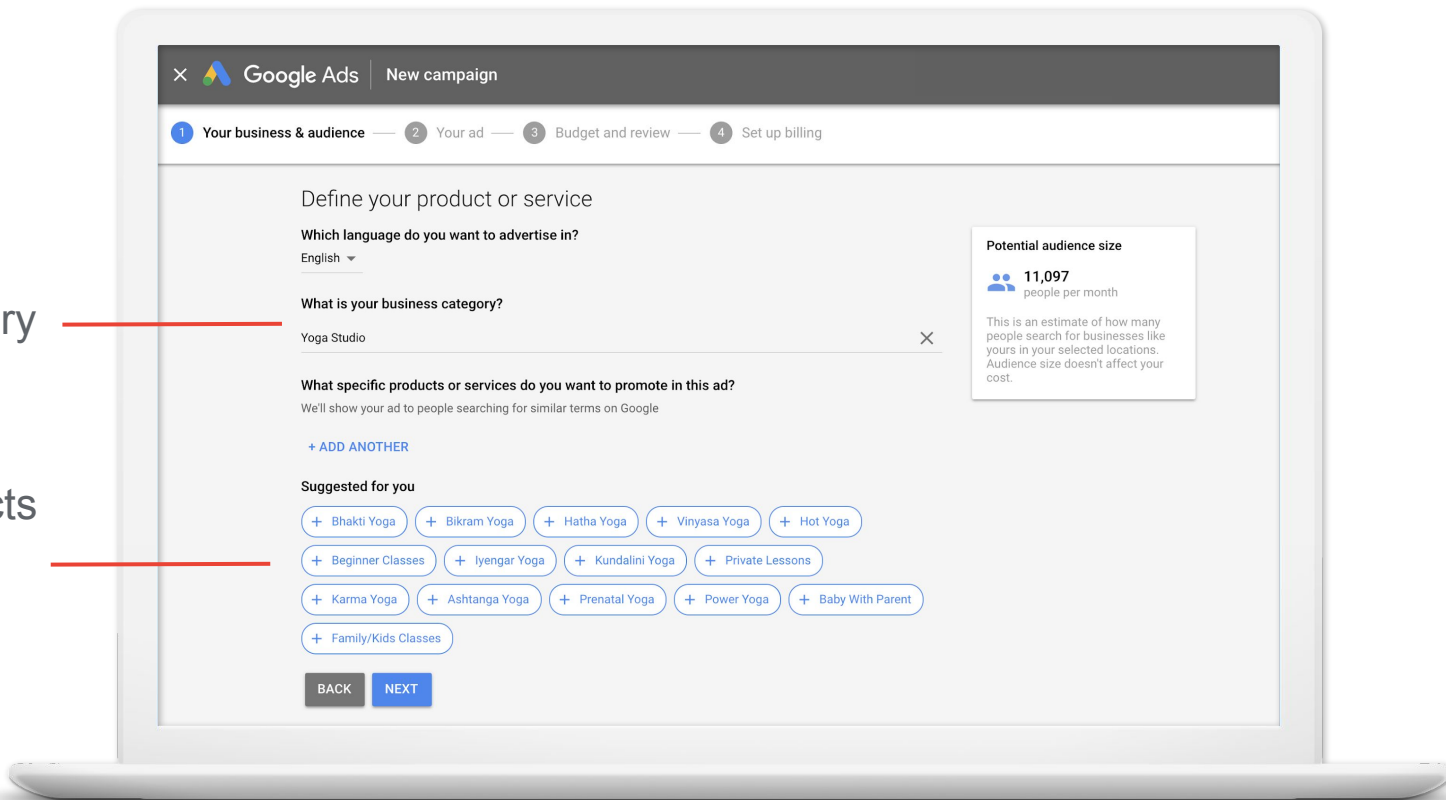 Google Ads New campaign
1 Your business & audience 2 Your ad 3 Budget and review 4 Set up billing
Define your product or service
Which language do you want to advertise in?
English
What is your business category?
Yoga Studio
What specific products or services do you want to promote in this ad?
We'll show your ad to people searching for similar terms on Google
+ ADD ANOTHER
Suggested for you
+ Bhakti Yoga + Bikram Yoga + Hatha Yoga + Vinyasa Yoga + Hot Yoga
+ Beginner Classes + Iyengar Yoga + Kundalini Yoga + Private Lessons
+ Karma Yoga + Ashtanga Yoga + Prenatal Yoga + Power Yoga + Baby With Parent
+ Family/Kids Classes
BACK NEXT
Potential audience size
11,097
people per month
This is an estimate of how many
people search for businesses like
yours in your selected locations.
Audience size doesn't affect your
cost.
ry
cts